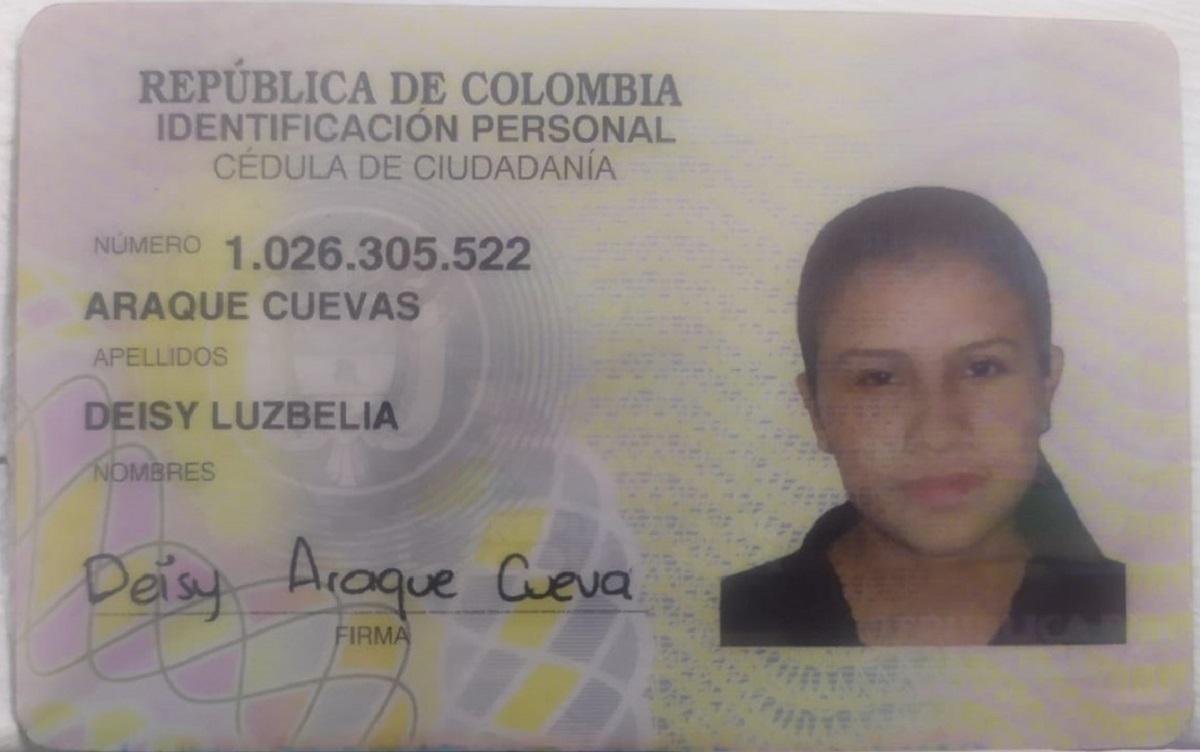 REPÚBLICA DE COLOMBIA
IDENTIFICACIÓN PERSONAL
CÉDULA DE CIUDADANÍA
NÚMERO 1.026.305.522
ARAQUE CUEVAS
APELLIDOS
DEISY LUZBELIA
NOMBRES
Deisy Araque Cueva
FIRMA